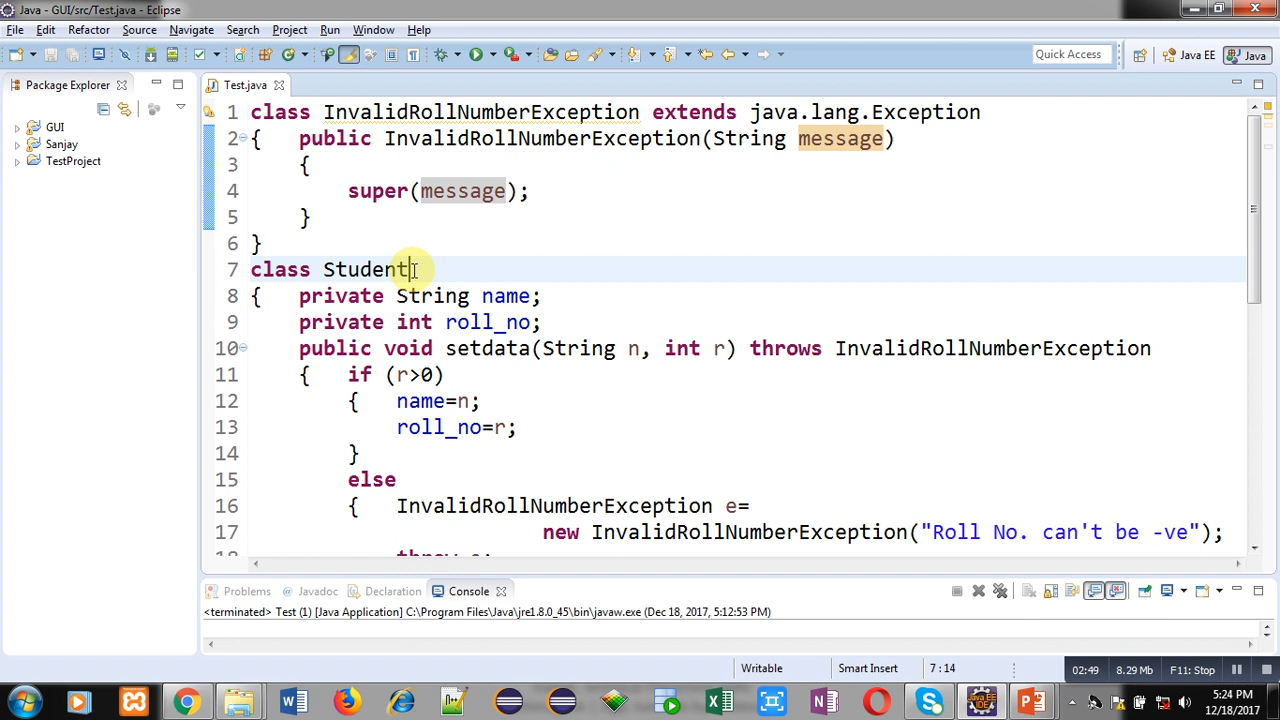 Java - GUI/src/Test.java - Eclipse
File Edit Refactor Source Navigate Search Project Run Window Help
Quick Access
Java EE
Java
Package Explorer
GUI
Sanjay
TestProject
Test.java
1 class InvalidRollNumberException extends java.lang.Exception
2 { public InvalidRollNumberException(String message)
3 {
4 super(message);
5 }
6 }
7 class Student
8 { private String name;
9 private int roll_no;
10 public void setdata(String n, int r) throws InvalidRollNumberException
11 { if (r>0)
12 { name=n;
13 roll_no=r;
14 }
15 else
16 { InvalidRollNumberException e=
17 new InvalidRollNumberException("Roll No. can't be -ve");
18 throw e;
Problems Javadoc Declaration Console
<terminated> Test (1) [Java Application] C:\Program Files\Java\jre1.8.0_45\bin\javaw.exe (Dec 18, 2017, 5:12:53 PM)
Writable Smart Insert 7 : 14
02:49 8.29 Mb F11: Stop
5:24 PM
12/18/2017